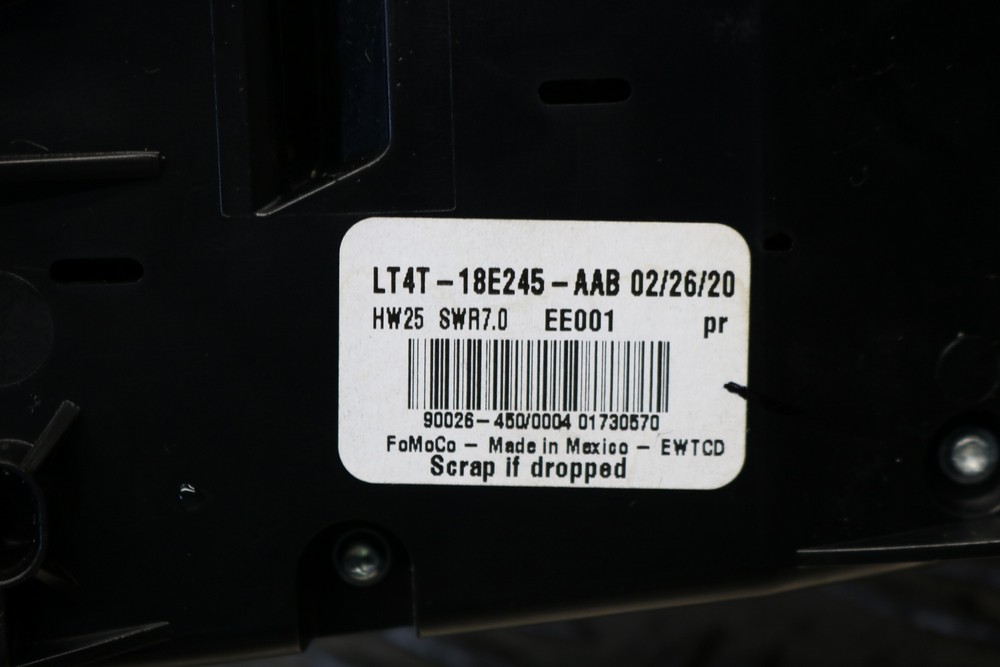 LT4T-18E245-AAB 02/26/20
HW25 SWR7.0 EE001 pr
90026-450/0004 01730570
FoMoCo - Made in Mexico - EWTCD
Scrap if dropped